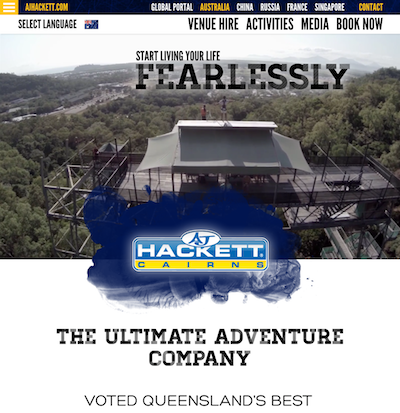 AJHACKETT.COM GLOBAL PORTAL AUSTRALIA CHINA RUSSIA FRANCE SINGAPORE CONTACT
SELECT LANGUAGE VENUE HIRE ACTIVITIES MEDIA BOOK NOW
START LIVING YOUR LIFE
FEARLESSLY
AJ
HACKETT
CAIRNS
THE ULTIMATE ADVENTURE
COMPANY
VOTED QUEENSLAND'S BEST